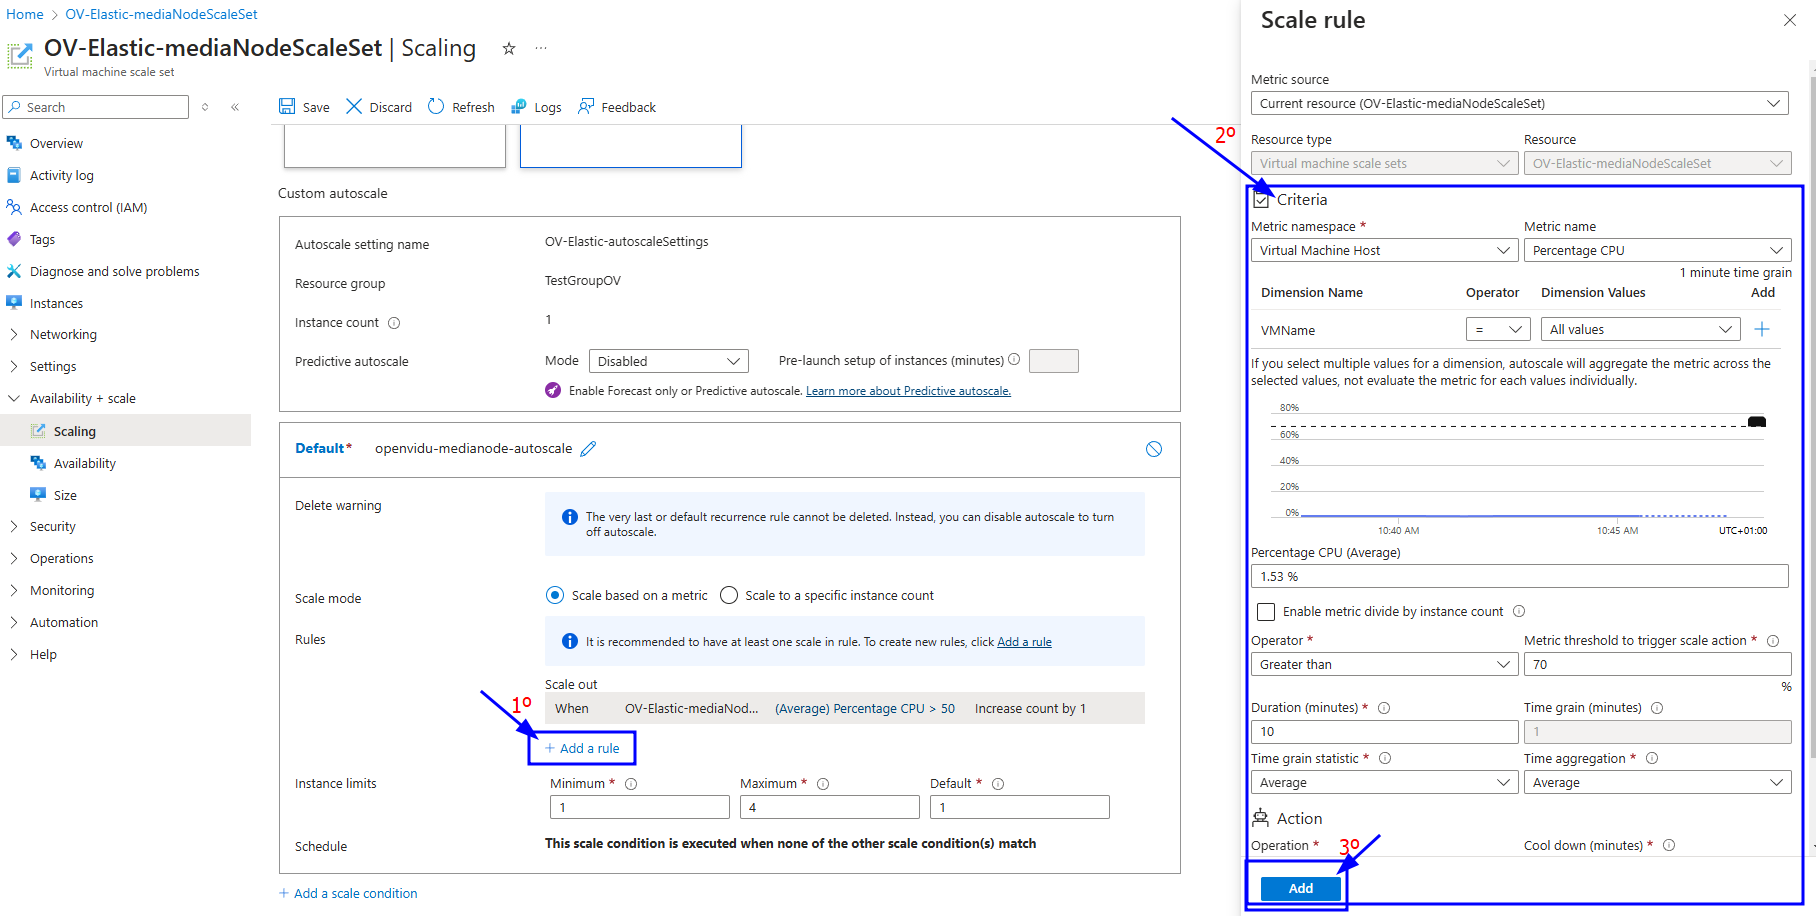 Home > OV-Elastic-mediaNodeScaleSet
OV-Elastic-mediaNodeScaleSet | Scaling
Virtual machine scale set
Search
Overview
Activity log
Access control (IAM)
Tags
Diagnose and solve problems
Instances
Networking
Settings
Availability + scale
Scaling
Availability
Size
Security
Operations
Monitoring
Automation
Help
Save Discard Refresh Logs Feedback
Custom autoscale
Autoscale setting name OV-Elastic-autoscaleSettings
Resource group TestGroupOV
Instance count 1
Predictive autoscale Mode Disabled Pre-launch setup of instances (minutes)
Enable Forecast only or Predictive autoscale. Learn more about Predictive autoscale.
Default* openvidu-medianode-autoscale
Delete warning
The very last or default recurrence rule cannot be deleted. Instead, you can disable autoscale to turn
off autoscale.
Scale mode Scale based on a metric Scale to a specific instance count
Rules It is recommended to have at least one scale in rule. To create new rules, click Add a rule
Scale out
When OV-Elastic-mediaNod... (Average) Percentage CPU > 50 Increase count by 1
1º
+ Add a rule
Instance limits Minimum * Maximum * Default *
1 4 1
Schedule This scale condition is executed when none of the other scale condition(s) match
+ Add a scale condition
Scale rule
Metric source
Current resource (OV-Elastic-mediaNodeScaleSet)
2º
Resource type Resource
Virtual machine scale sets OV-Elastic-mediaNodeScaleSet
Criteria
Metric namespace * Metric name
Virtual Machine Host Percentage CPU
1 minute time grain
Dimension Name Operator Dimension Values Add
VMName = All values +
If you select multiple values for a dimension, autoscale will aggregate the metric across the
selected values, not evaluate the metric for each values individually.
80%
60%
40%
20%
0%
10:40 AM 10:45 AM UTC+01:00
Percentage CPU (Average)
1.53 %
Enable metric divide by instance count
Operator * Metric threshold to trigger scale action *
Greater than 70
%
Duration (minutes) * Time grain (minutes)
10 1
Time grain statistic * Time aggregation *
Average Average
Action
Operation * Cool down (minutes) *
3º
Add